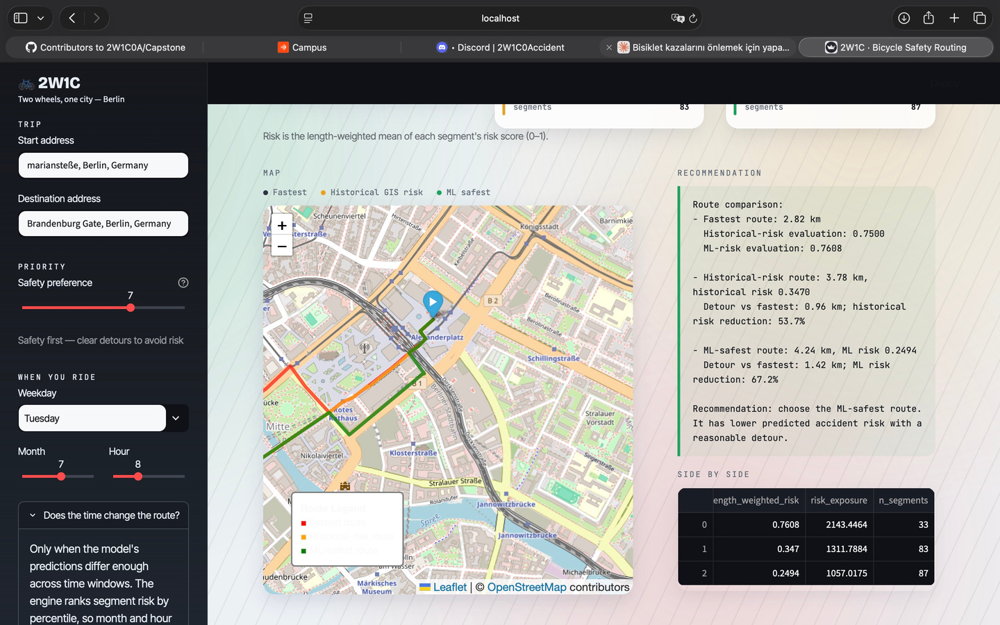 localhost
Contributors to 2W1C0A/Capstone
Campus
• Discord | 2W1C0Accident
Bisiklet kazalarını önlemek için yapa...
2W1C · Bicycle Safety Routing
2W1C
Two wheels, one city — Berlin
TRIP
Start address
mariansteße, Berlin, Germany
Destination address
Brandenburg Gate, Berlin, Germany
PRIORITY
Safety preference
7
Safety first — clear detours to avoid risk
WHEN YOU RIDE
Weekday
Tuesday
Month
Hour
7
8
Does the time change the route?
Only when the model's
predictions differ enough
across time windows. The
engine ranks segment risk by
percentile, so month and hour
Deploy
segments 83
segments 87
Risk is the length-weighted mean of each segment's risk score (0–1).
MAP
Fastest
Historical GIS risk
ML safest
+
−
Scheunenviertel
Hirtenstraße
Königsstadt
Barnimkie
Keibelstraße
B 2
Berolinastraße
Berolinastraße
Alexanderplatz
Schillingstraße
B 1
Dircksenstraße
Berliner Stadtbahn
Dircksenstraße
ücke
Mitte
Rotes
Rathaus
Nikolaiviertel
Klosterstraße
Stralauer
Vorstadt
Singerstraße
Stralauer Straße
Rolandufer
Spree
Jannowitzbrücke
Jannowitzbrücke
Route Legend
Fastest route
Historical-risk route
ML-safest route
Märkisches
Museum
Michaelbrücke
Leaflet | © OpenStreetMap contributors
RECOMMENDATION
Route comparison:
- Fastest route: 2.82 km
Historical-risk evaluation: 0.7500
ML-risk evaluation: 0.7608
- Historical-risk route: 3.78 km,
historical risk 0.3470
Detour vs fastest: 0.96 km; historical
risk reduction: 53.7%
- ML-safest route: 4.24 km, ML risk 0.2494
Detour vs fastest: 1.42 km; ML risk
reduction: 67.2%
Recommendation: choose the ML-safest route.
It has lower predicted accident risk with a
reasonable detour.
SIDE BY SIDE
ength_weighted_risk risk_exposure n_segments
0 0.7608 2143.4464 33
1 0.347 1311.7884 83
2 0.2494 1057.0175 87